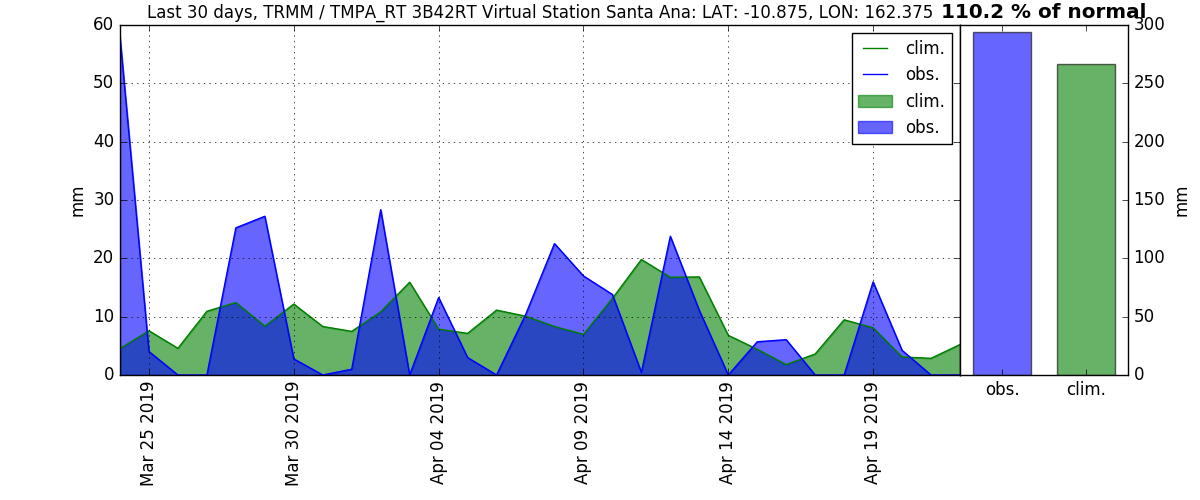 Last 30 days, TRMM / TMPA_RT 3B42RT Virtual Station Santa Ana: LAT: -10.875, LON: 162.375 110.2 % of normal
60
50
40
30
20
10
0
mm
clim.
obs.
clim.
obs.
300
250
200
150
100
50
0
mm
obs.
clim.
Mar 25 2019
Mar 30 2019
Apr 04 2019
Apr 09 2019
Apr 14 2019
Apr 19 2019